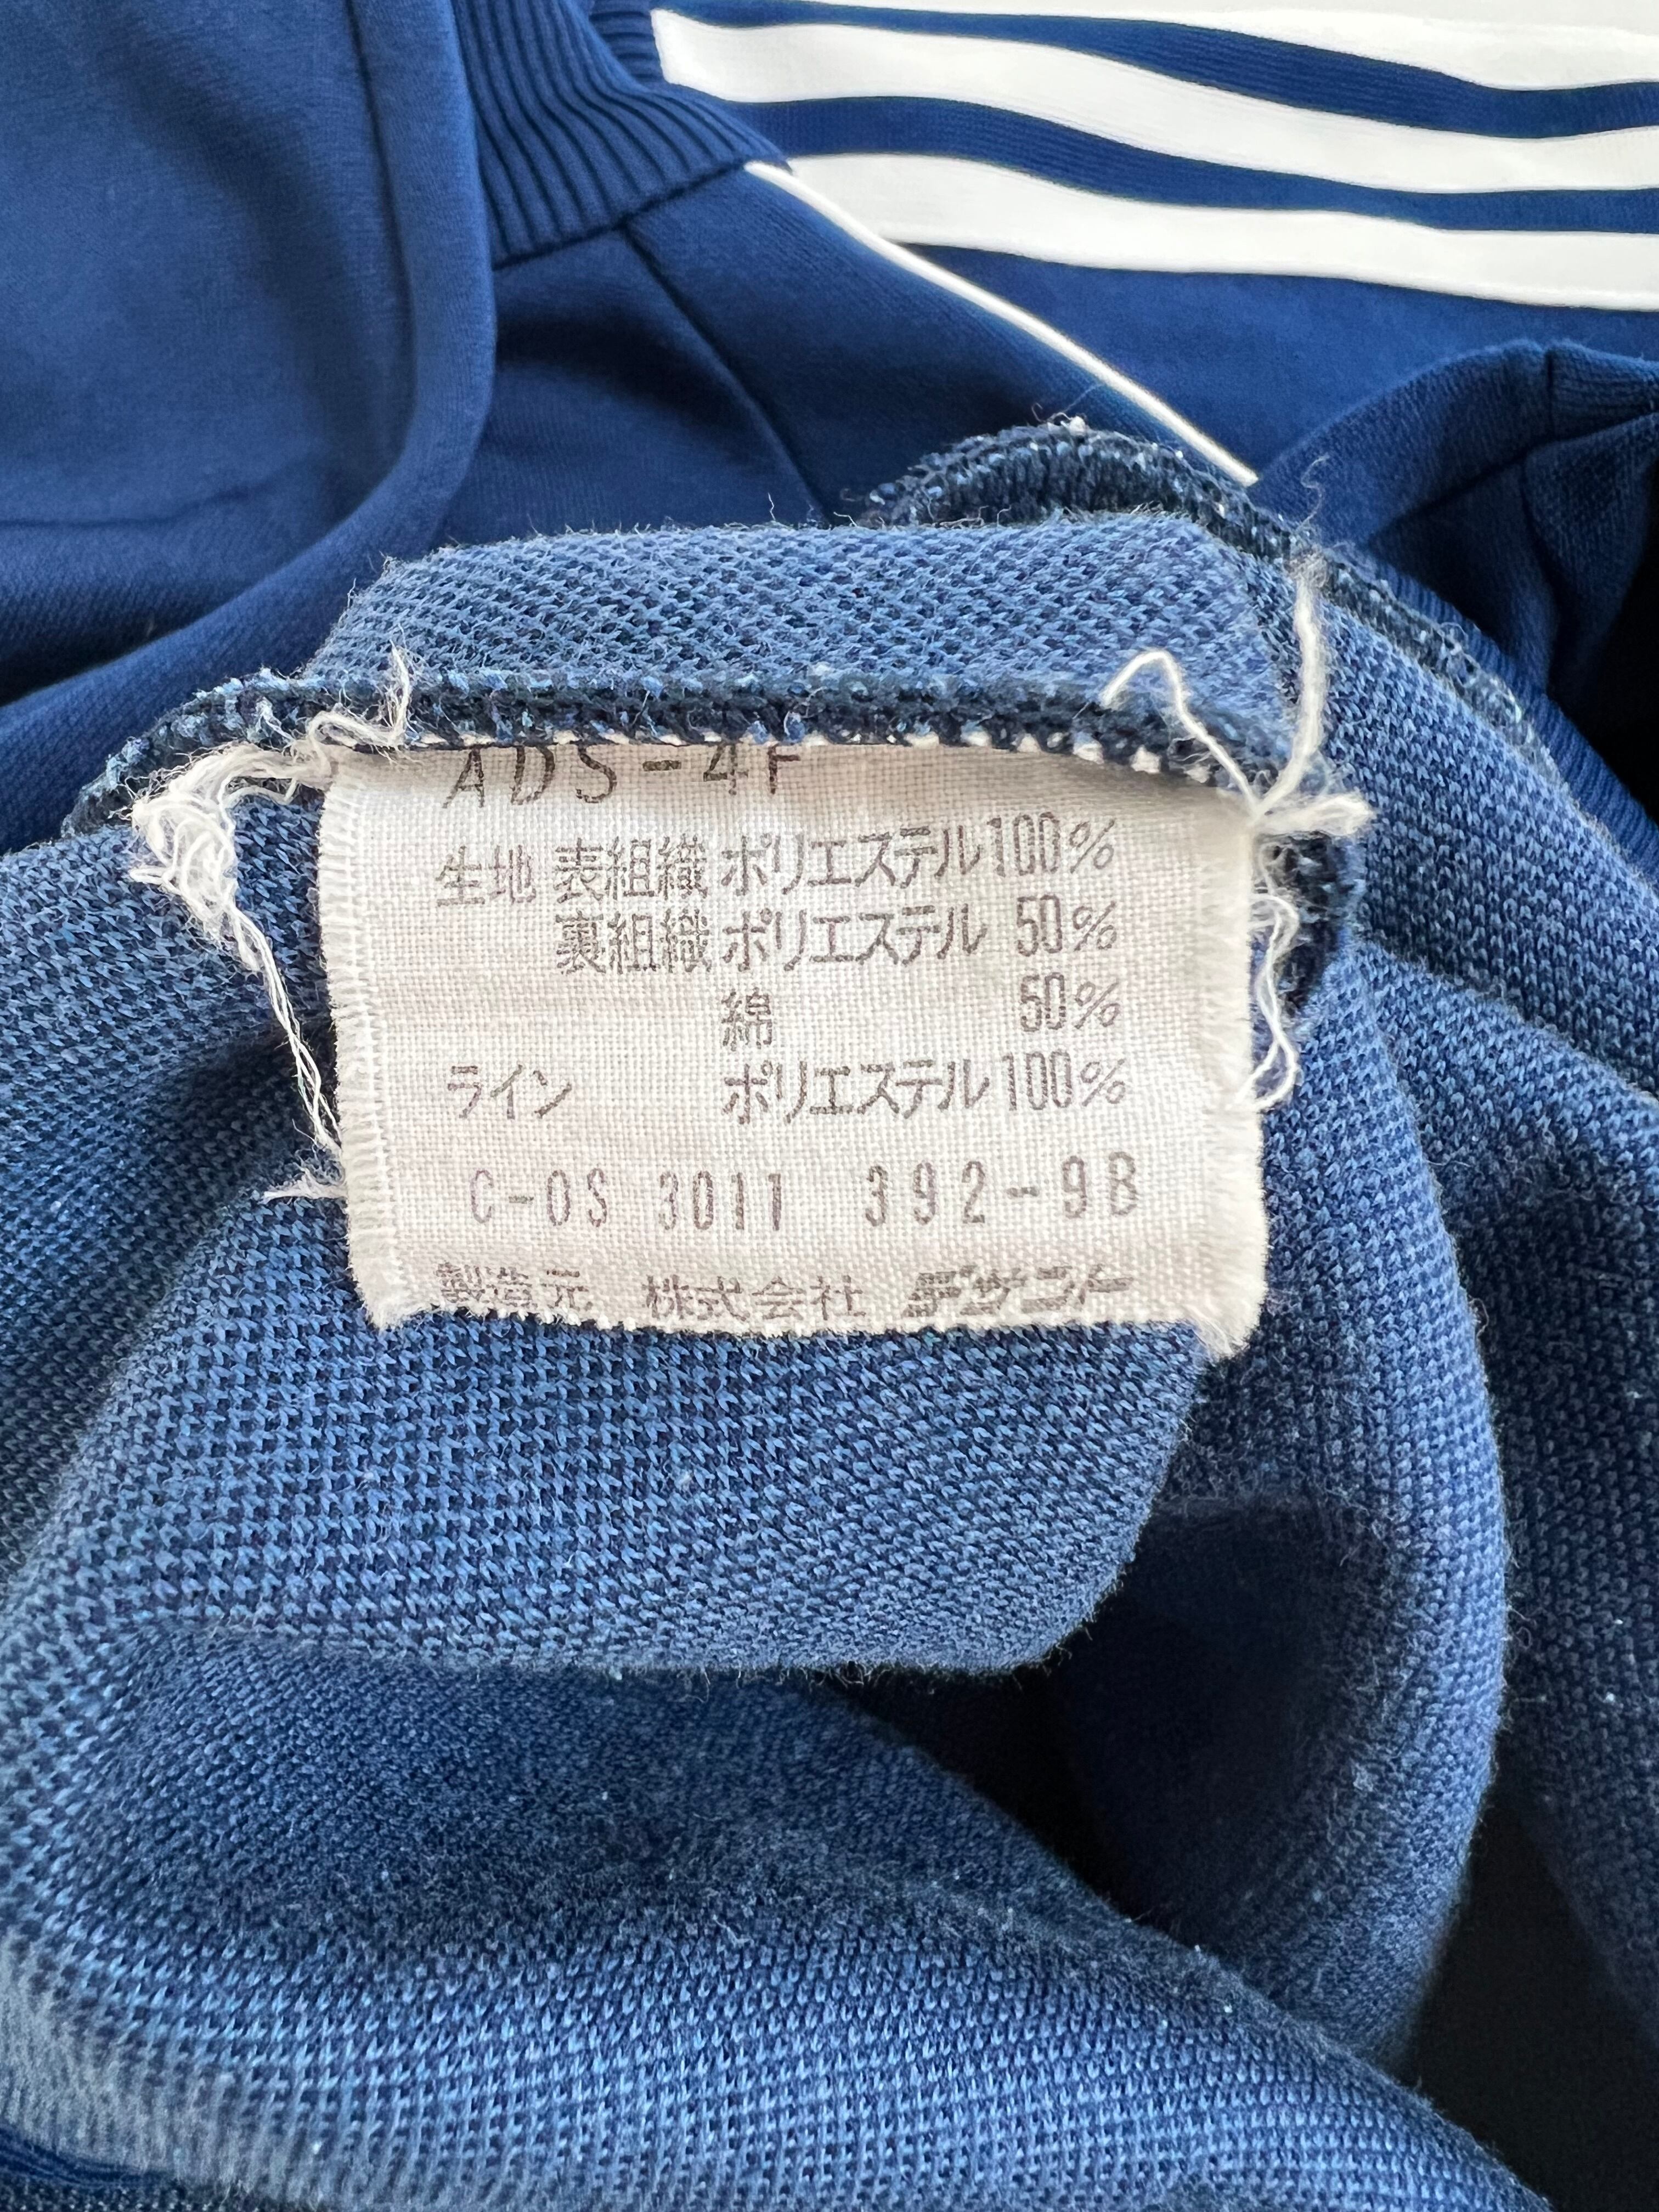 ADS-4F
生地 表組織 ポリエステル100%
裏組織 ポリエステル 50%
綿 50%
ライン ポリエステル100%
C-OS 3011 392-9B
製造元 株式会社 デサント